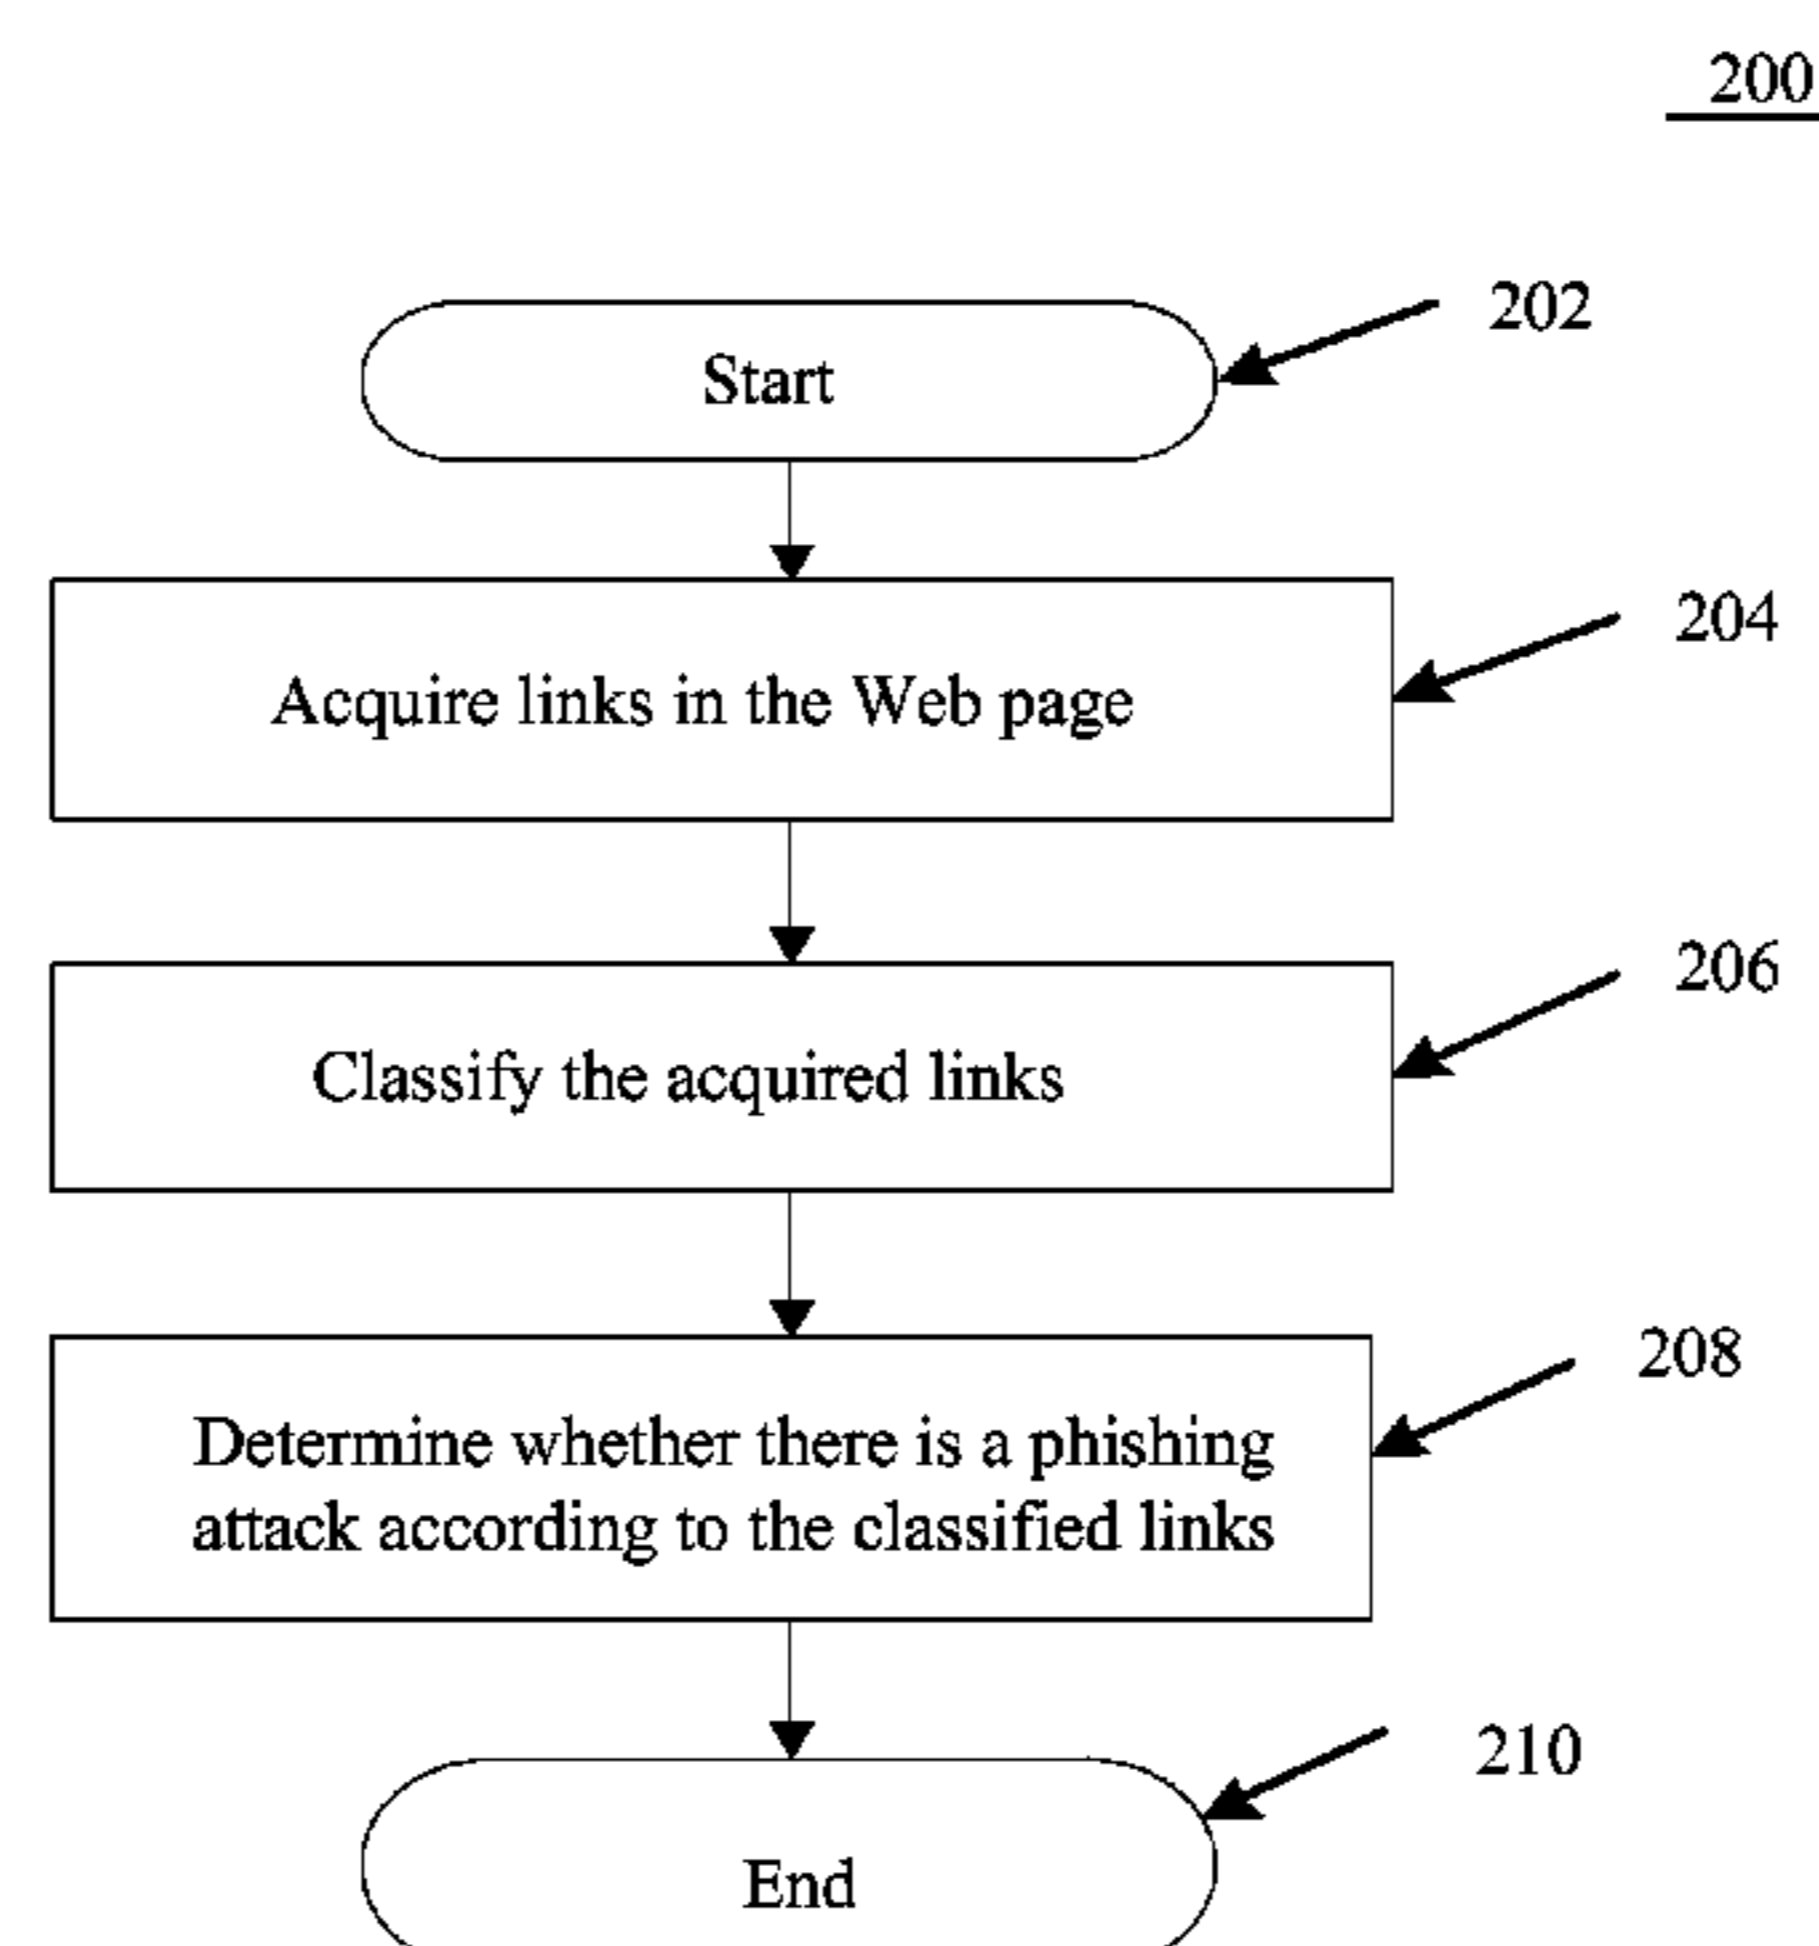 200
Start
202
Acquire links in the Web page
204
Classify the acquired links
206
Determine whether there is a phishing
attack according to the classified links
208
End
210